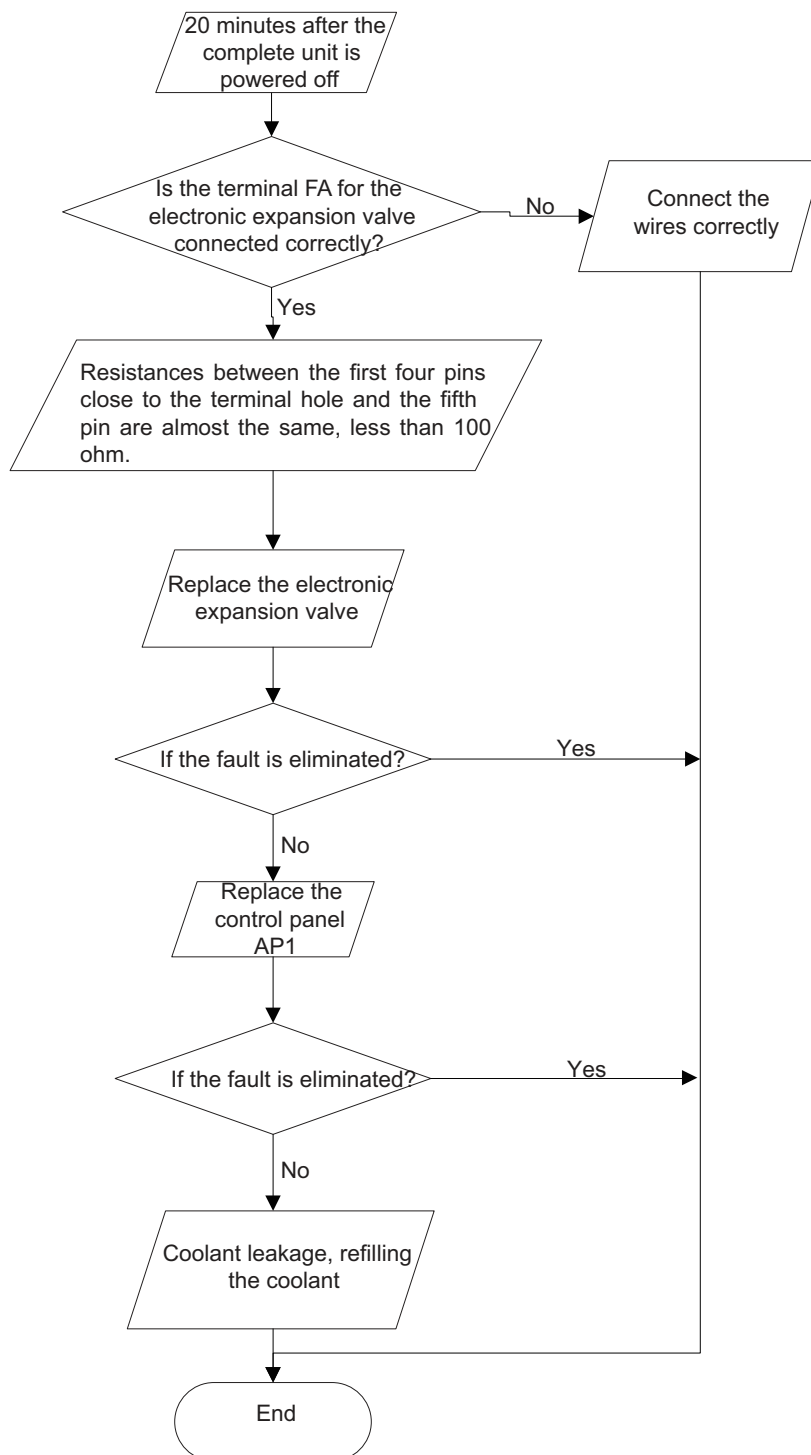 20 minutes after the
complete unit is
powered off
Is the terminal FA for the
electronic expansion valve
connected correctly?
No
Connect the
wires correctly
Yes
Resistances between the first four pins
close to the terminal hole and the fifth
pin are almost the same, less than 100
ohm.
Replace the electronic
expansion valve
If the fault is eliminated?
Yes
No
Replace the
control panel
AP1
If the fault is eliminated?
Yes
No
Coolant leakage, refilling
the coolant
End